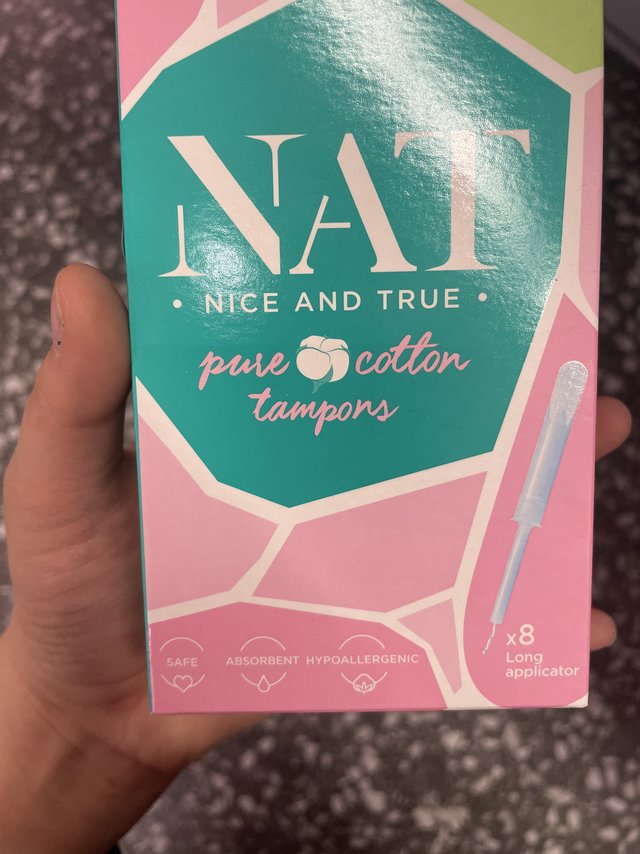 NAT
• NICE AND TRUE •
pure cotton
tampons
SAFE
ABSORBENT
HYPOALLERGENIC
x8
Long
applicator